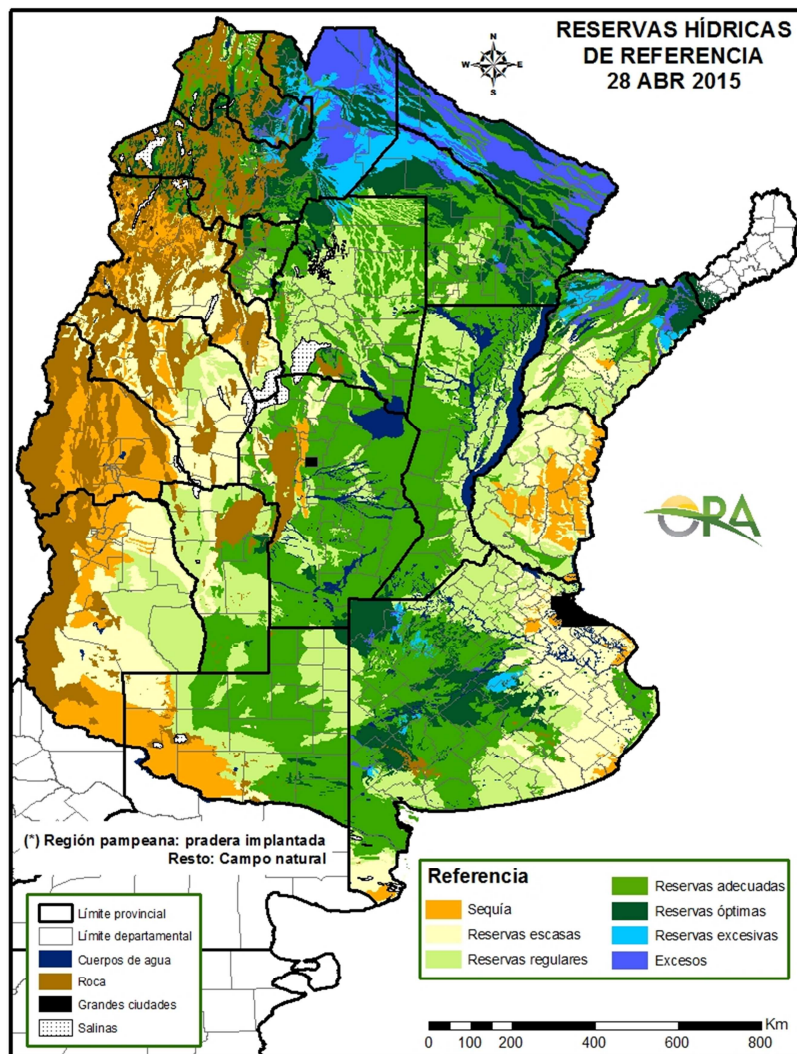 RESERVAS HÍDRICAS
DE REFERENCIA
28 ABR 2015
N
W E
S
ORA
(*) Región pampeana: pradera implantada
Resto: Campo natural
Límite provincial
Límite departamental
Cuerpos de agua
Roca
Grandes ciudades
Salinas
Referencia
Sequía
Reservas escasas
Reservas regulares
Reservas adecuadas
Reservas óptimas
Reservas excesivas
Excesos
Km
0 100 200 400 600 800